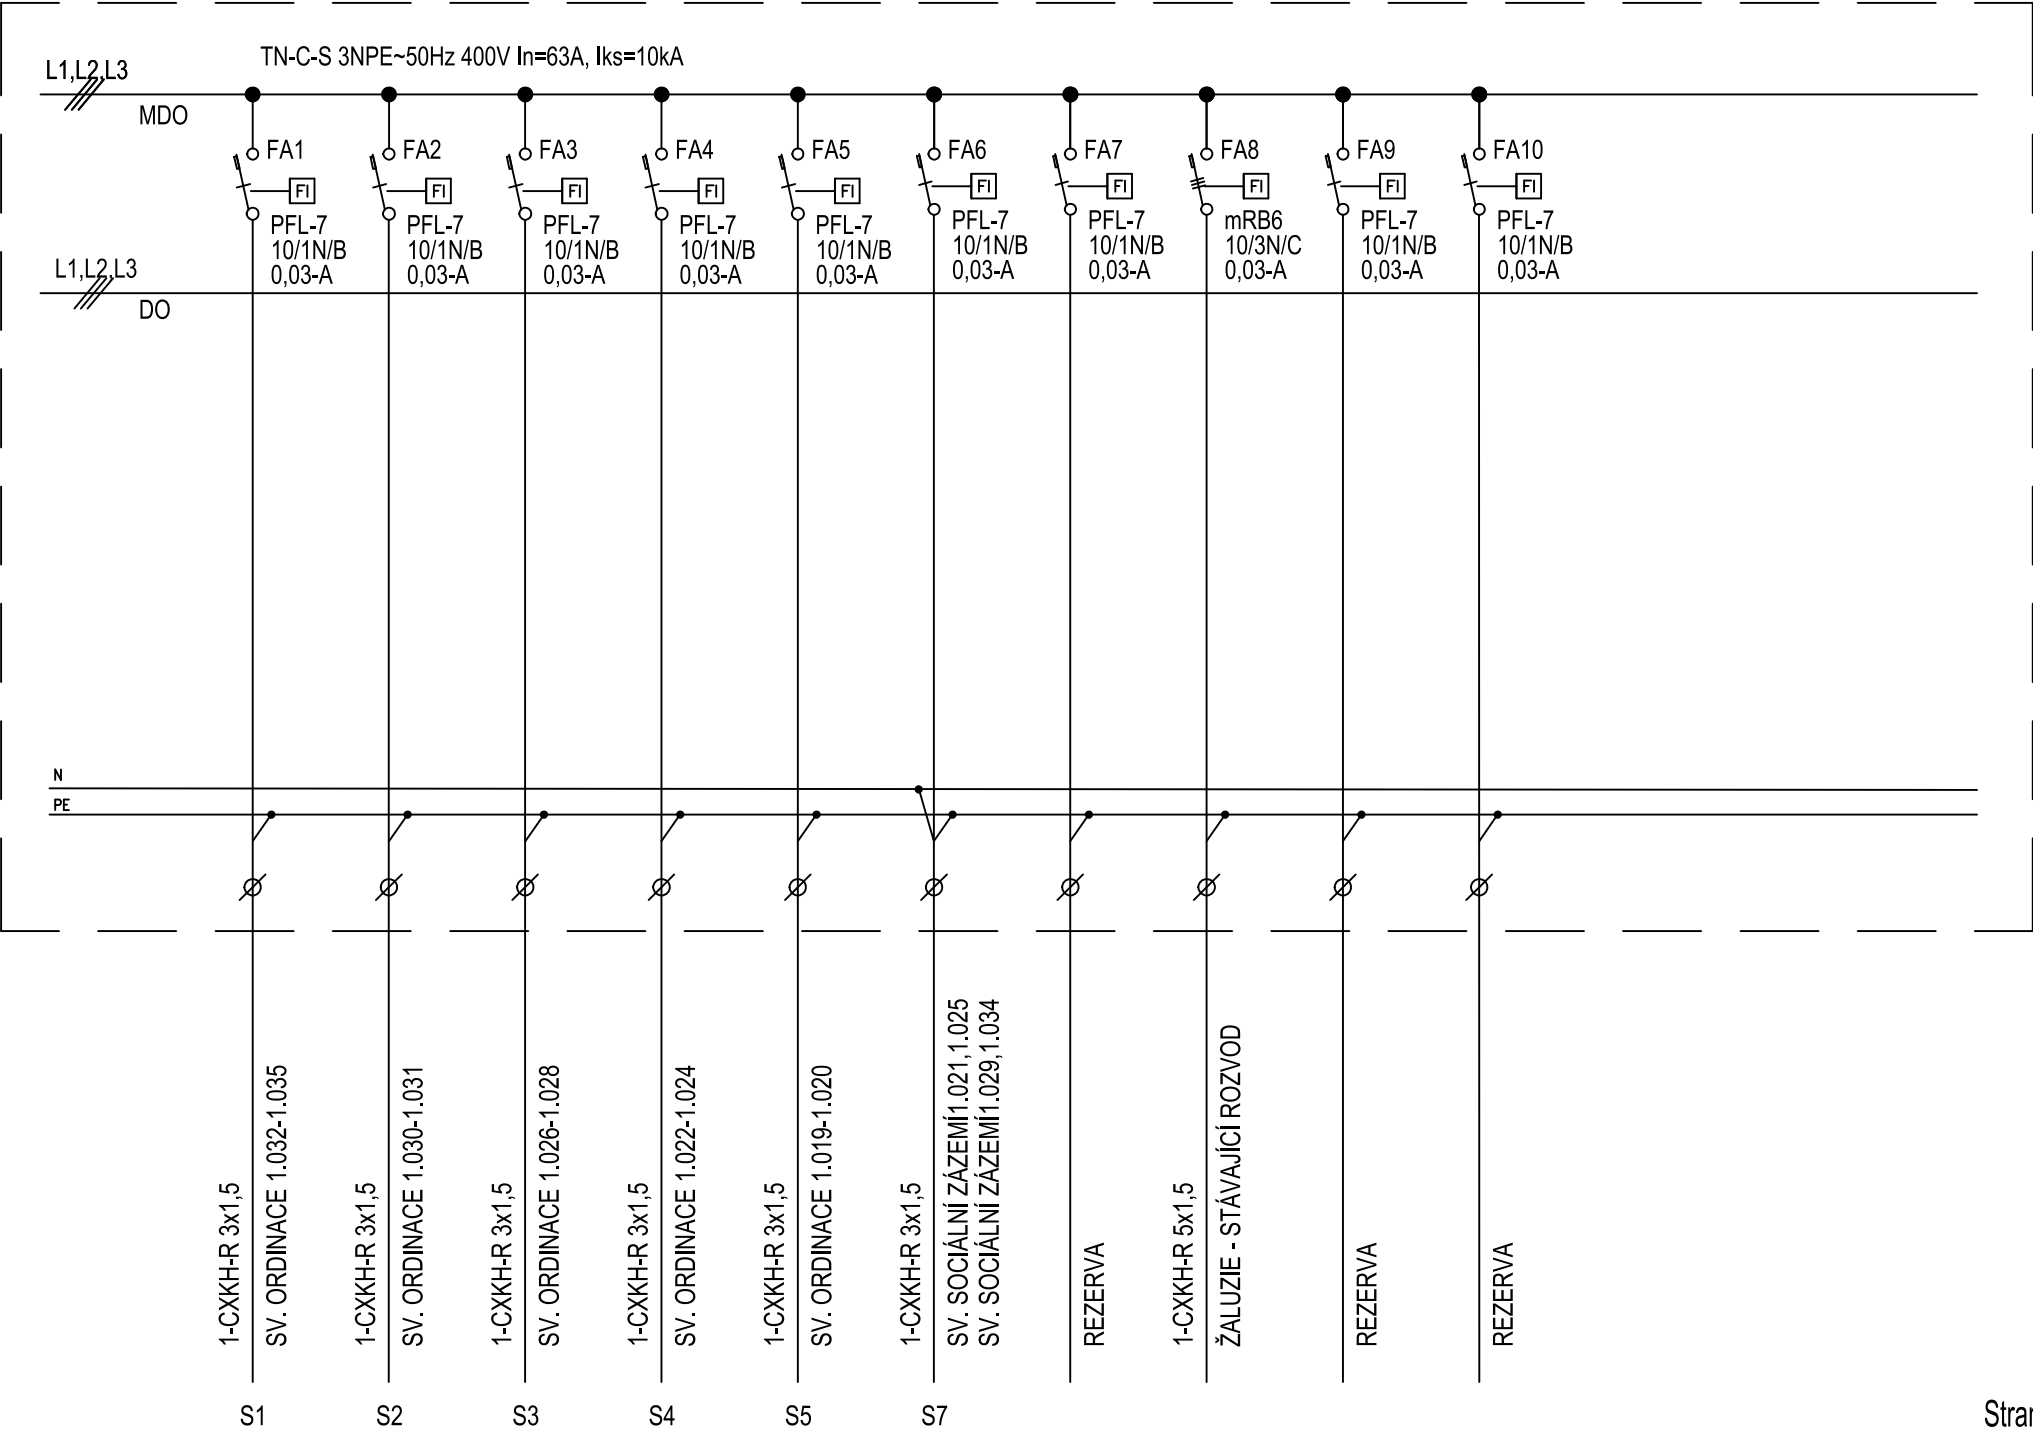 TN-C-S 3NPE~50Hz 400V In=63A, Iks=10kA
L1,L2,L3
MDO
FA1
FI
PFL-7
10/1N/B
0,03-A
FA2
FI
PFL-7
10/1N/B
0,03-A
FA3
FI
PFL-7
10/1N/B
0,03-A
FA4
FI
PFL-7
10/1N/B
0,03-A
FA5
FI
PFL-7
10/1N/B
0,03-A
FA6
FI
PFL-7
10/1N/B
0,03-A
FA7
FI
PFL-7
10/1N/B
0,03-A
FA8
FI
mRB6
10/3N/C
0,03-A
FA9
FI
PFL-7
10/1N/B
0,03-A
FA10
FI
PFL-7
10/1N/B
0,03-A
L1,L2,L3
DO
N
PE
1-CXKH-R 3x1,5
SV. ORDINACE 1.032-1.035
1-CXKH-R 3x1,5
SV. ORDINACE 1.030-1.031
1-CXKH-R 3x1,5
SV. ORDINACE 1.026-1.028
1-CXKH-R 3x1,5
SV. ORDINACE 1.022-1.024
1-CXKH-R 3x1,5
SV. ORDINACE 1.019-1.020
1-CXKH-R 3x1,5
SV. SOCIÁLNÍ ZÁZEMÍ1.021,1.025
SV. SOCIÁLNÍ ZÁZEMÍ1.029,1.034
REZERVA
1-CXKH-R 5x1,5
ŽALUZIE - STÁVAJÍCÍ ROZVOD
REZERVA
REZERVA
S1
S2
S3
S4
S5
S7